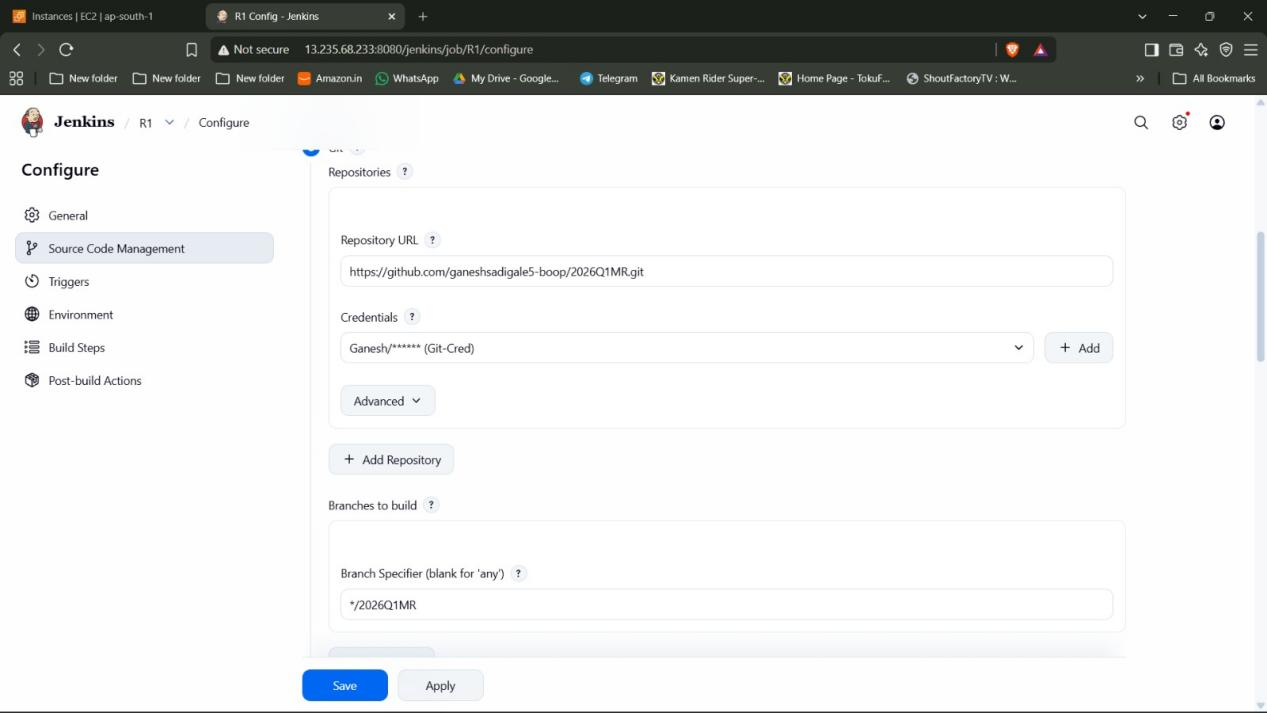 Instances | EC2 | ap-south-1
R1 Config - Jenkins
Not secure 13.235.68.233:8080/jenkins/job/R1/configure
New folder New folder New folder Amazon.in WhatsApp My Drive - Google... Telegram Kamen Rider Super-... Home Page - TokuF... ShoutFactoryTV : W... » All Bookmarks
Jenkins / R1 / Configure
Configure
General
Source Code Management
Triggers
Environment
Build Steps
Post-build Actions
Repositories ?
Repository URL ?
https://github.com/ganeshsadigale5-boop/2026Q1MR.git
Credentials ?
Ganesh/****** (Git-Cred)
+ Add
Advanced
+ Add Repository
Branches to build ?
Branch Specifier (blank for 'any') ?
*/2026Q1MR
Save Apply